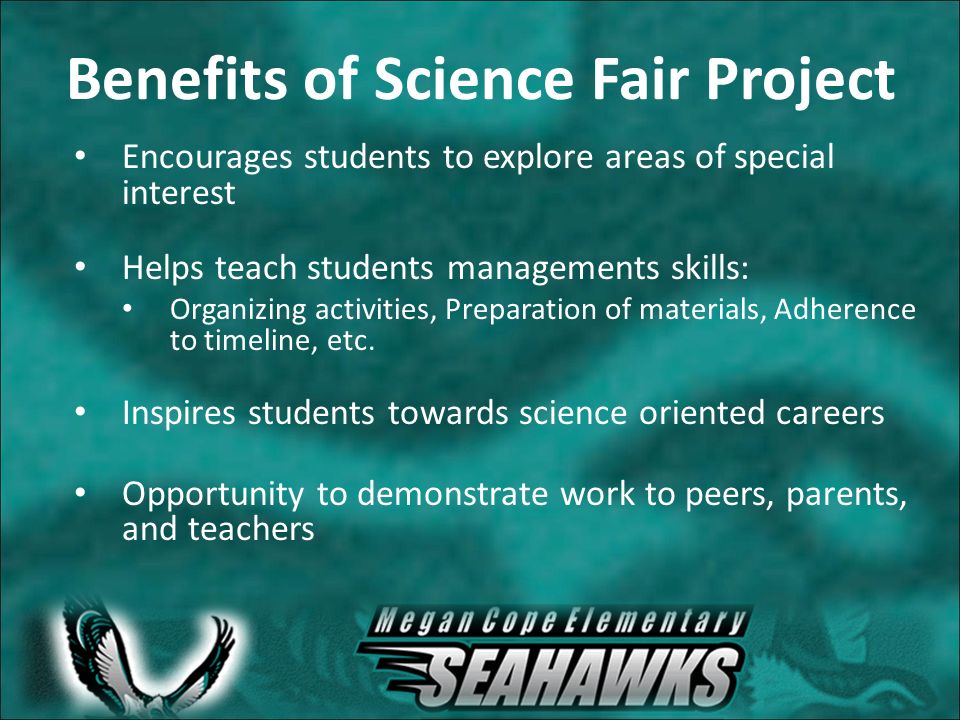 Benefits of Science Fair Project
• Encourages students to explore areas of special
interest
• Helps teach students managements skills:
• Organizing activities, Preparation of materials, Adherence
to timeline, etc.
• Inspires students towards science oriented careers
• Opportunity to demonstrate work to peers, parents,
and teachers
Megan Cope Elementary
SEAHAWKS